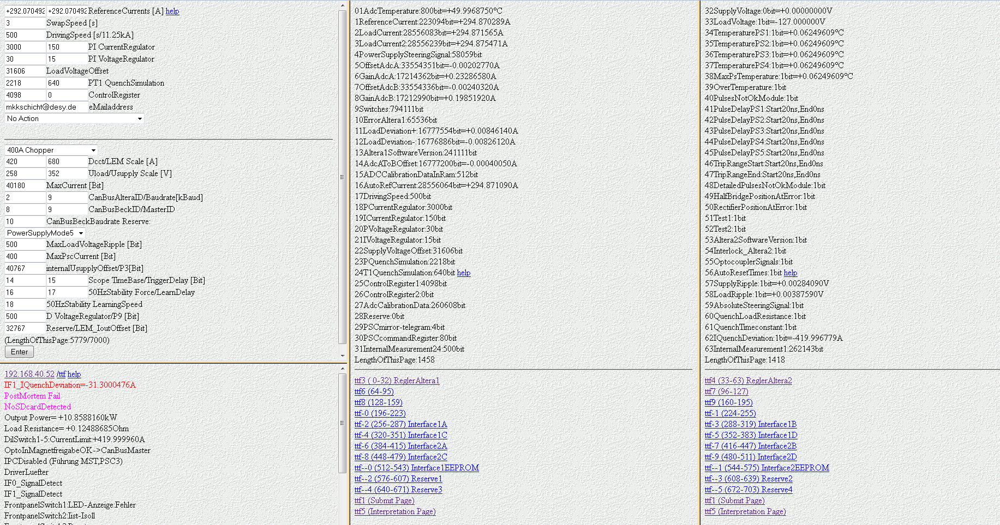 +292.070492 +292.070492 ReferenceCurrents [A] help
3 SwapSpeed [s]
500 DrivingSpeed [s/11.25kA]
3000 150 PI CurrentRegulator
30 15 PI VoltageRegulator
31606 LoadVoltageOffset
2218 640 PT1 QuenchSimulation
4098 0 ControlRegister
mkkschicht@desy.de eMailaddress
No Action
400A Chopper
420 680 Dcct/LEM Scale [A]
258 352 Uload/Usupply Scale [V]
40180 MaxCurrent [Bit]
2 9 CanBusAlteraID/Baudrate[kBaud]
8 9 CanBusBeckID/MasterID
10 CanBusBeckBaudrate Reserve:
PowerSupplyMode5
500 MaxLoadVoltageRipple [Bit]
400 MaxPscCurrent [Bit]
40767 internalUsupplyOffset/P3[Bit]
14 15 Scope TimeBase/TriggerDelay [Bit]
16 17 50HzStability Force/LearnDelay
18 50HzStability LearningSpeed
500 D VoltageRegulator/P9 [Bit]
32767 Reserve/LEM_IoutOffset [Bit]
(LengthOfThisPage:5779/7000)
Enter
192.168.40.52 /ttf help
IF1_IQuenchDeviation=-31.3000476A
PostMortem Fail
NoSDcardDetected
Output Power= +10.8588160kW
Load Resistance= +0.12488685Ohm
DilSwitch1-5:CurrentLimit:+419.999960A
OptoInMagnetfreigabeOK->CanBusMaster
IPCDisabled (Führung MST,PSC3)
DriverLuefter
IF0_SignalDetect
IF1_SignalDetect
FrontpanelSwitch1:LED-Anzeige:Fehler
FrontpanelSwitch2:Iist-Isoll
01AdcTemperature:800bit=+49.9968750°C
1ReferenceCurrent:223094bit=+294.870289A
2LoadCurrent:28556083bit=+294.871565A
3LoadCurrent2:28556239bit=+294.875471A
4PowerSupplySteeringSignal:58059bit
5OffsetAdcA:33554351bit=-0.00202770A
6GainAdcA:17214362bit=+0.23286580A
7OffsetAdcB:33554336bit=-0.00240320A
8GainAdcB:17212990bit=+0.19851920A
9Switches:794111bit
10ErrorAltera1:65536bit
11LoadDeviation+:16777554bit=+0.00846140A
12LoadDeviation-:16776886bit=-0.00826120A
13Altera1SoftwareVersion:241111bit
14AdcAToBOffset:16777200bit=-0.00040050A
15ADCCalibrationDataInRam:512bit
16AutoRefCurrent:28556064bit=+294.871090A
17DrivingSpeed:500bit
18PCurrentRegulator:3000bit
19ICurrentRegulator:150bit
20PVoltageRegulator:30bit
21IVoltageRegulator:15bit
22SupplyVoltageOffset:31606bit
23PQuenchSimulation:2218bit
24T1QuenchSimulation:640bit help
25ControlRegister1:4098bit
26ControlRegister2:0bit
27AdcCalibrationData:260608bit
28Reserve:0bit
29PSCmirror-telegram:4bit
30PSCcommandRegister:80bit
31InternalMeasurement24:500bit
LengthOfThisPage:1458
ttf3 ( 0-32) ReglerAltera1
ttf6 (64-95)
ttf8 (128-159)
ttf-0 (196-223)
ttf-2 (256-287) Interface1A
ttf-4 (320-351) Interface1C
ttf-6 (384-415) Interface2A
ttf-8 (448-479) Interface2C
ttf--0 (512-543) Interface1EEPROM
ttf--2 (576-607) Reserve1
ttf--4 (640-671) Reserve3
ttf1 (Submit Page)
ttf5 (Interpretation Page)
32SupplyVoltage:0bit=+0.00000000V
33LoadVoltage:1bit=-127.000000V
34TemperaturePS1:1bit=+0.06249609°C
35TemperaturePS2:1bit=+0.06249609°C
36TemperaturePS3:1bit=+0.06249609°C
37TemperaturePS4:1bit=+0.06249609°C
38MaxPsTemperature:1bit=+0.06249609°C
39OverTemperature:1bit
40PulsesNotOkModule:1bit
41PulseDelayPS1:Start20ns,End0ns
42PulseDelayPS2:Start20ns,End0ns
43PulseDelayPS3:Start20ns,End0ns
44PulseDelayPS4:Start20ns,End0ns
45PulseDelayPS5:Start20ns,End0ns
46TripRangeStart:Start20ns,End0ns
47TripRangeEnd:Start20ns,End0ns
48DetailedPulsesNotOkModule:1bit
49HalfBridgePositionAtError:1bit
50RectifierPositionAtError:1bit
51Test1:1bit
52Test2:1bit
53Altera2SoftwareVersion:1bit
54Interlock_Altera2:1bit
55OptocouplerSignals:1bit
56AutoResetTimes:1bit help
57SupplyRipple:1bit=+0.00284090V
58LoadRipple:1bit=+0.00387590V
59AbsoluteSteeringSignal:1bit
60QuenchLoadResistance:1bit
61QuenchTimeconstant:1bit
62IQuenchDeviation:1bit=-419.996779A
63InternalMeasurement1:262143bit
LengthOfThisPage:1418
ttf4 (33-63) ReglerAltera2
ttf7 (96-127)
ttf9 (160-195)
ttf-1 (224-255)
ttf-3 (288-319) Interface1B
ttf-5 (352-383) Interface1D
ttf-7 (416-447) Interface2B
ttf-9 (480-511) Interface2D
ttf--1 (544-575) Interface2EEPROM
ttf--3 (608-639) Reserve2
ttf--5 (672-703) Reserve4
ttf1 (Submit Page)
ttf5 (Interpretation Page)